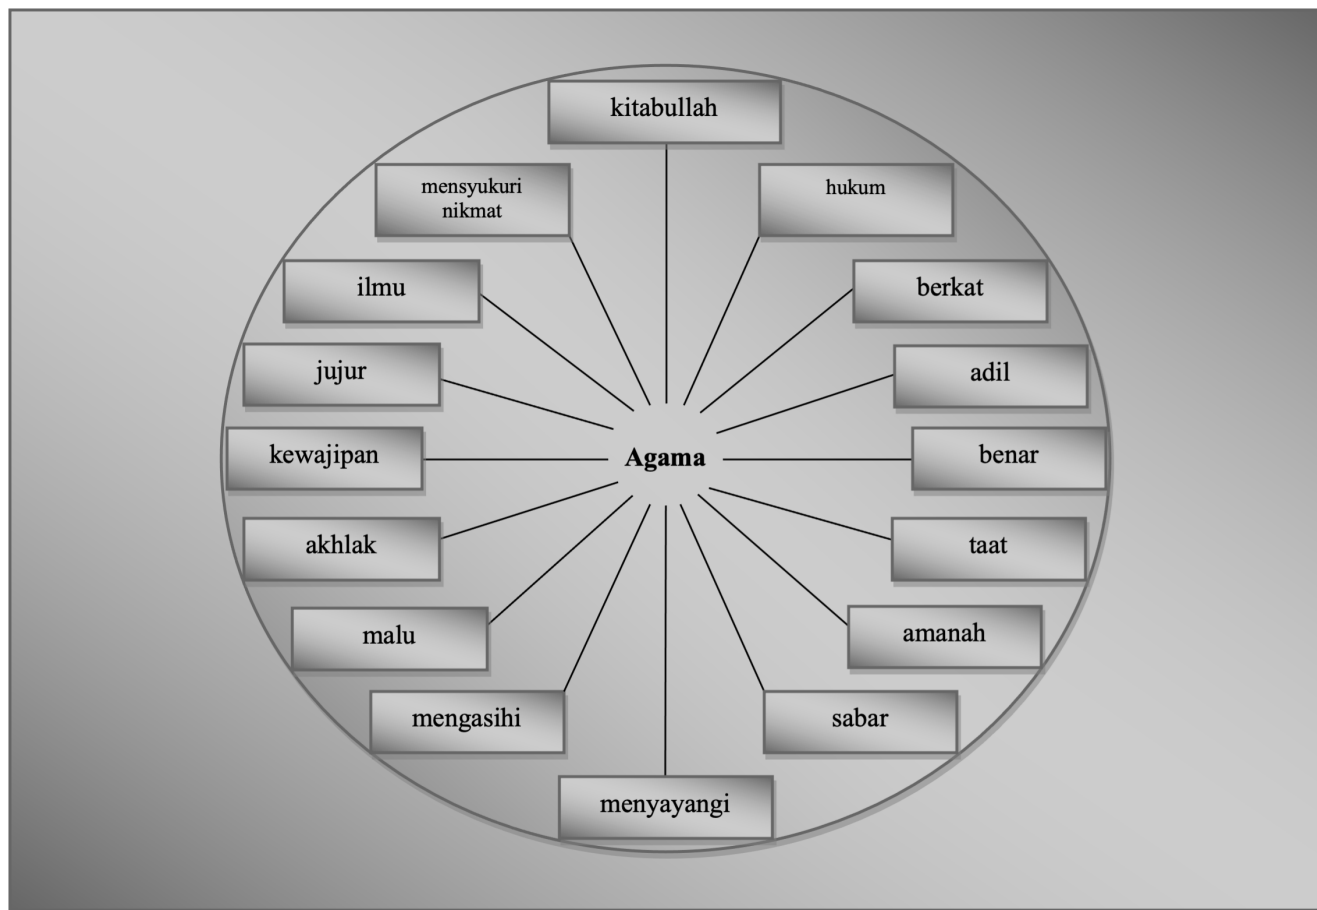 kitabullah
mensyukuri
nikmat
hukum
ilmu
berkat
jujur
adil
kewajipan
Agama
benar
akhlak
taat
malu
amanah
mengasihi
sabar
menyayangi